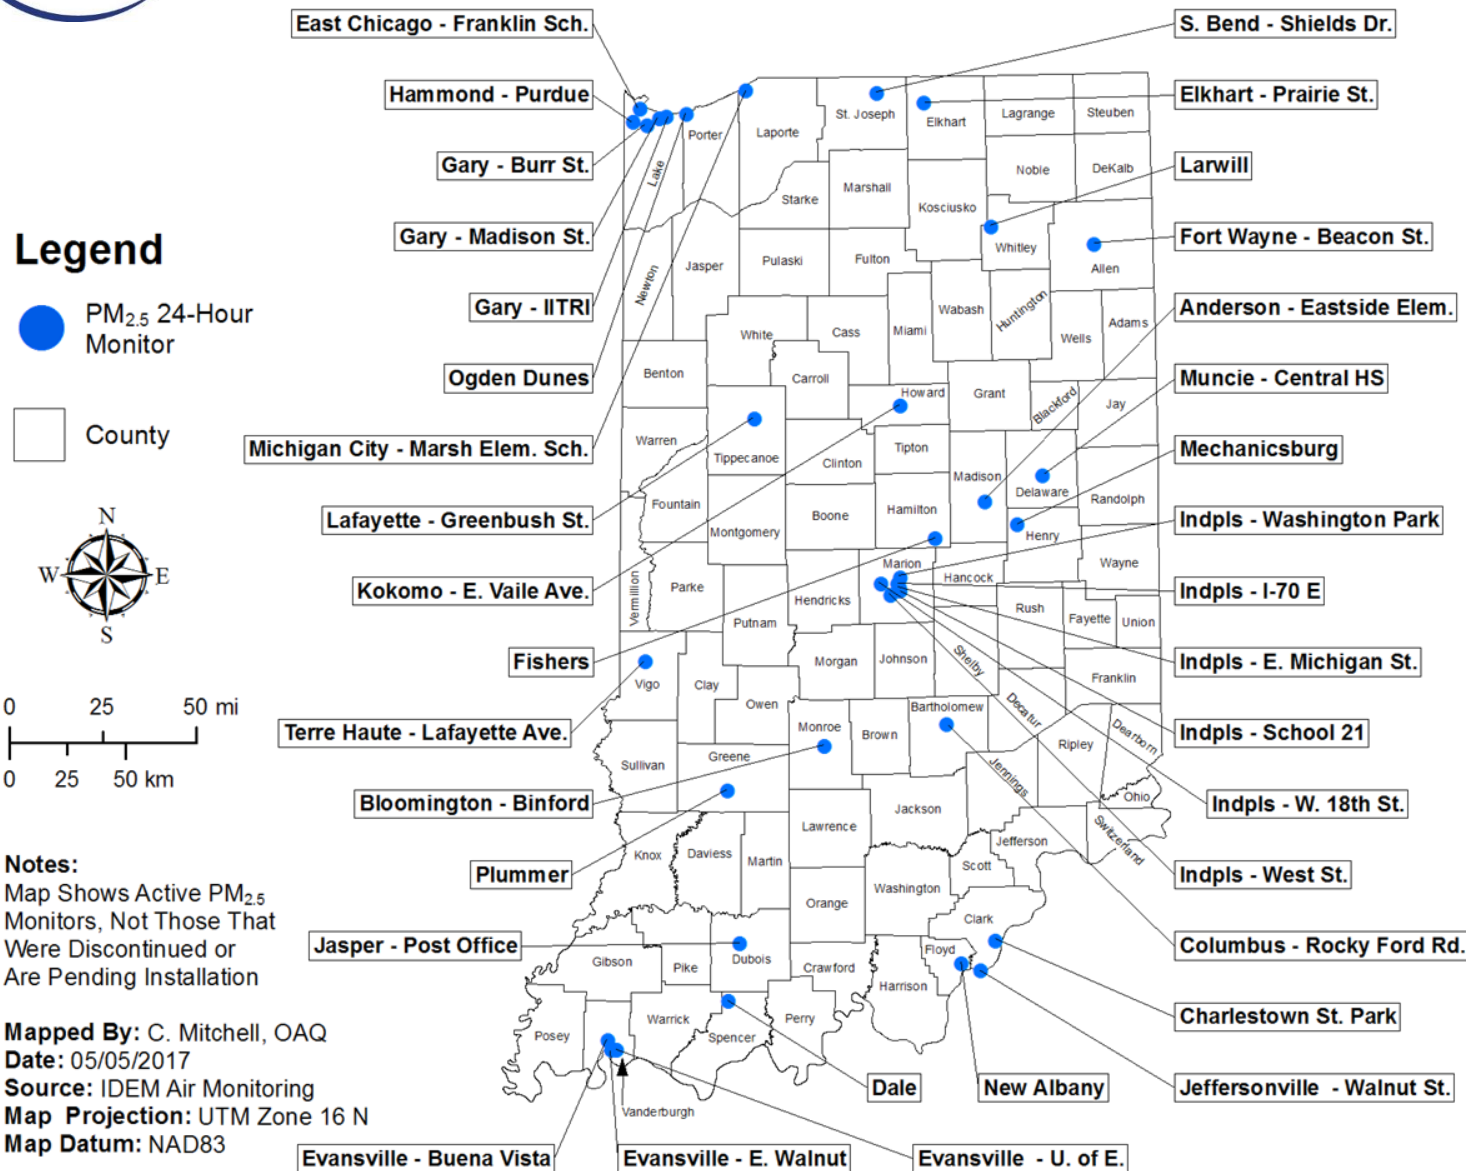 East Chicago - Franklin Sch.
S. Bend - Shields Dr.
Hammond - Purdue
Elkhart - Prairie St.
Gary - Burr St.
Larwill
Gary - Madison St.
Fort Wayne - Beacon St.
Gary - IITRI
Anderson - Eastside Elem.
Ogden Dunes
Muncie - Central HS
Michigan City - Marsh Elem. Sch.
Mechanicsburg
Lafayette - Greenbush St.
Indpls - Washington Park
Kokomo - E. Vaile Ave.
Indpls - I-70 E
Fishers
Indpls - E. Michigan St.
Terre Haute - Lafayette Ave.
Indpls - School 21
Bloomington - Binford
Indpls - W. 18th St.
Plummer
Indpls - West St.
Jasper - Post Office
Columbus - Rocky Ford Rd.
Charlestown St. Park
Dale
New Albany
Jeffersonville - Walnut St.
Evansville - Buena Vista
Evansville - E. Walnut
Evansville - U. of E.
Legend
PM2.5 24-Hour
Monitor
County
N
W
E
S
0 25 50 mi
0 25 50 km
Notes:
Map Shows Active PM2.5
Monitors, Not Those That
Were Discontinued or
Are Pending Installation
Mapped By: C. Mitchell, OAQ
Date: 05/05/2017
Source: IDEM Air Monitoring
Map Projection: UTM Zone 16 N
Map Datum: NAD83
Lake
Porter
Laporte
St. Joseph
Elkhart
Lagrange
Steuben
Noble
DeKalb
Starke
Marshall
Kosciusko
Whitley
Allen
Newton
Jasper
Pulaski
Fulton
Wabash
Huntington
Wells
Adams
White
Cass
Miami
Benton
Carroll
Howard
Grant
Blackford
Jay
Warren
Tippecanoe
Clinton
Tipton
Madison
Delaware
Randolph
Fountain
Montgomery
Boone
Hamilton
Henry
Wayne
Vermillion
Parke
Putnam
Hendricks
Marion
Hancock
Rush
Fayette
Union
Vigo
Clay
Owen
Morgan
Johnson
Shelby
Franklin
Decatur
Dearborn
Ripley
Bartholomew
Brown
Monroe
Greene
Sullivan
Jennings
Ohio
Switzerland
Jackson
Lawrence
Jefferson
Scott
Knox
Daviess
Martin
Orange
Washington
Clark
Floyd
Harrison
Crawford
Dubois
Pike
Gibson
Posey
Warrick
Spencer
Perry
Vanderburgh